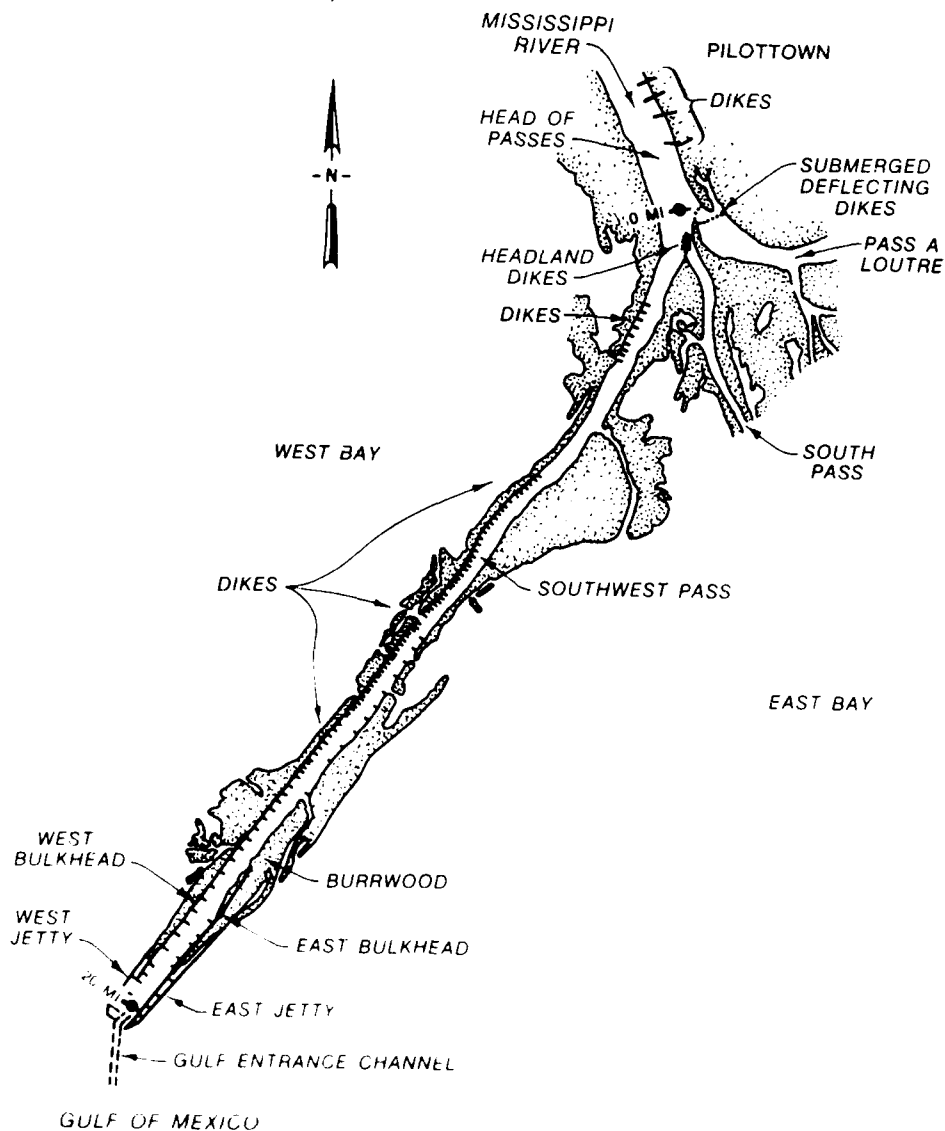 MISSISSIPPI
RIVER
PILOTTOWN
DIKES
HEAD OF
PASSES
-N-
SUBMERGED
DEFLECTING
DIKES
0 MI
PASS A
LOUTRE
HEADLAND
DIKES
DIKES
WEST BAY
SOUTH
PASS
DIKES
SOUTHWEST PASS
EAST BAY
WEST
BULKHEAD
BURRWOOD
WEST
JETTY
EAST BULKHEAD
20 MI
EAST JETTY
GULF ENTRANCE CHANNEL
GULF OF MEXICO